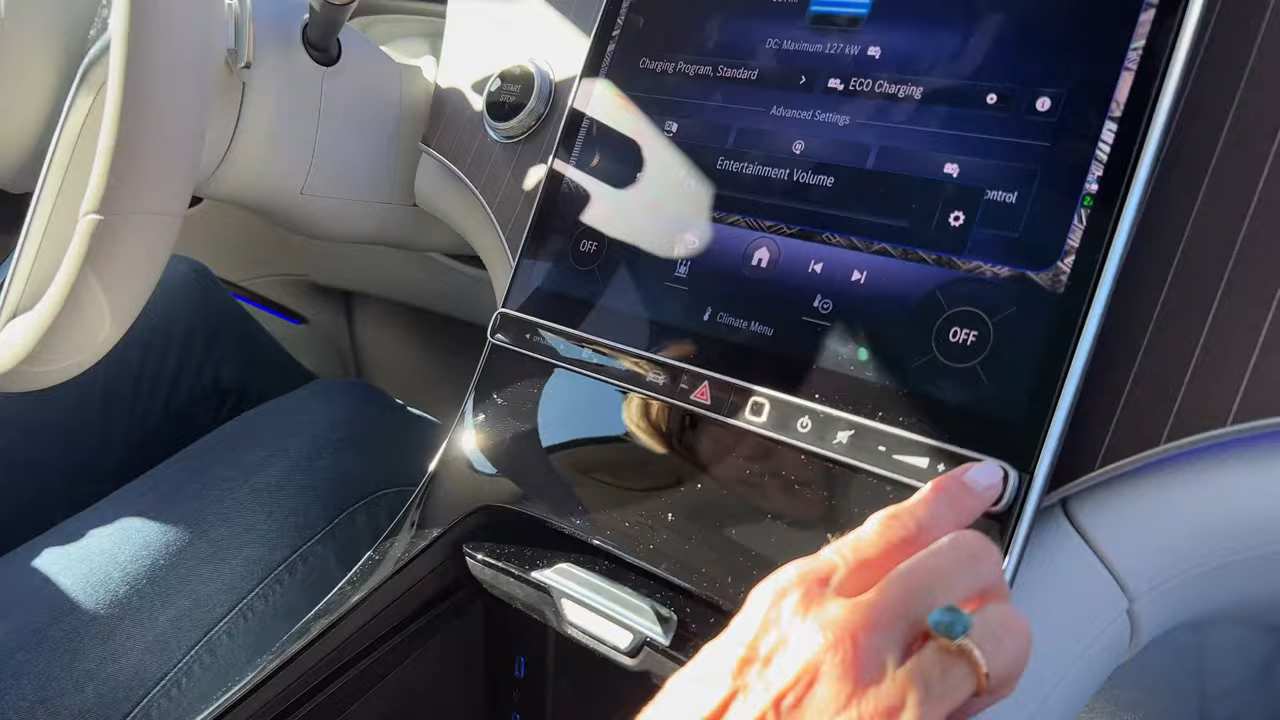 DC: Maximum 127 kW
Charging Program, Standard
ECO Charging
START
STOP
Advanced Settings
Entertainment Volume
ontrol
OFF
Climate Menu
OFF